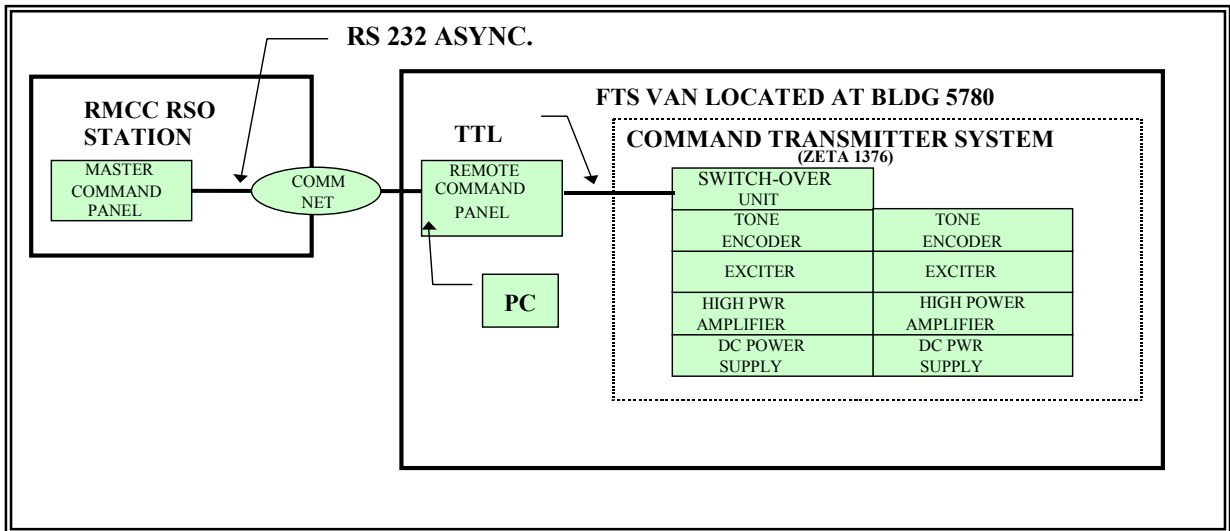 RS 232 ASYNC.
RMCC RSO
STATION
MASTER
COMMAND
PANEL
COMM
NET
FTS VAN LOCATED AT BLDG 5780
TTL
REMOTE
COMMAND
PANEL
PC
COMMAND TRANSMITTER SYSTEM
(ZETA 1376)
SWITCH-OVER
UNIT
TONE
ENCODER
TONE
ENCODER
EXCITER
EXCITER
HIGH PWR
AMPLIFIER
HIGH POWER
AMPLIFIER
DC POWER
SUPPLY
DC PWR
SUPPLY